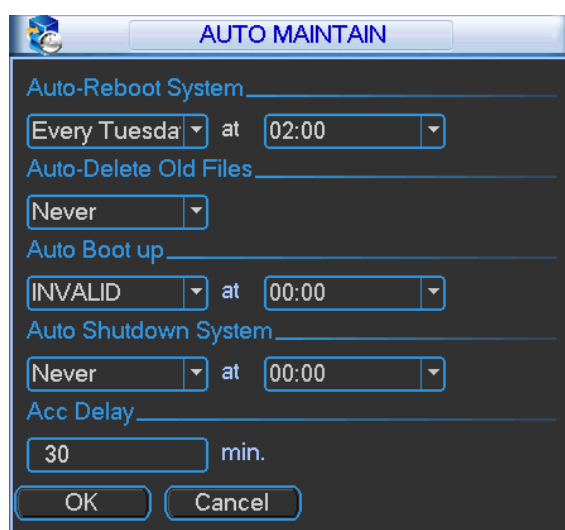 AUTO MAINTAIN
Auto-Reboot System
Every Tuesda at 02:00
Auto-Delete Old Files
Never
Auto Boot up
INVALID at 00:00
Auto Shutdown System
Never at 00:00
Acc Delay
30 min.
OK Cancel